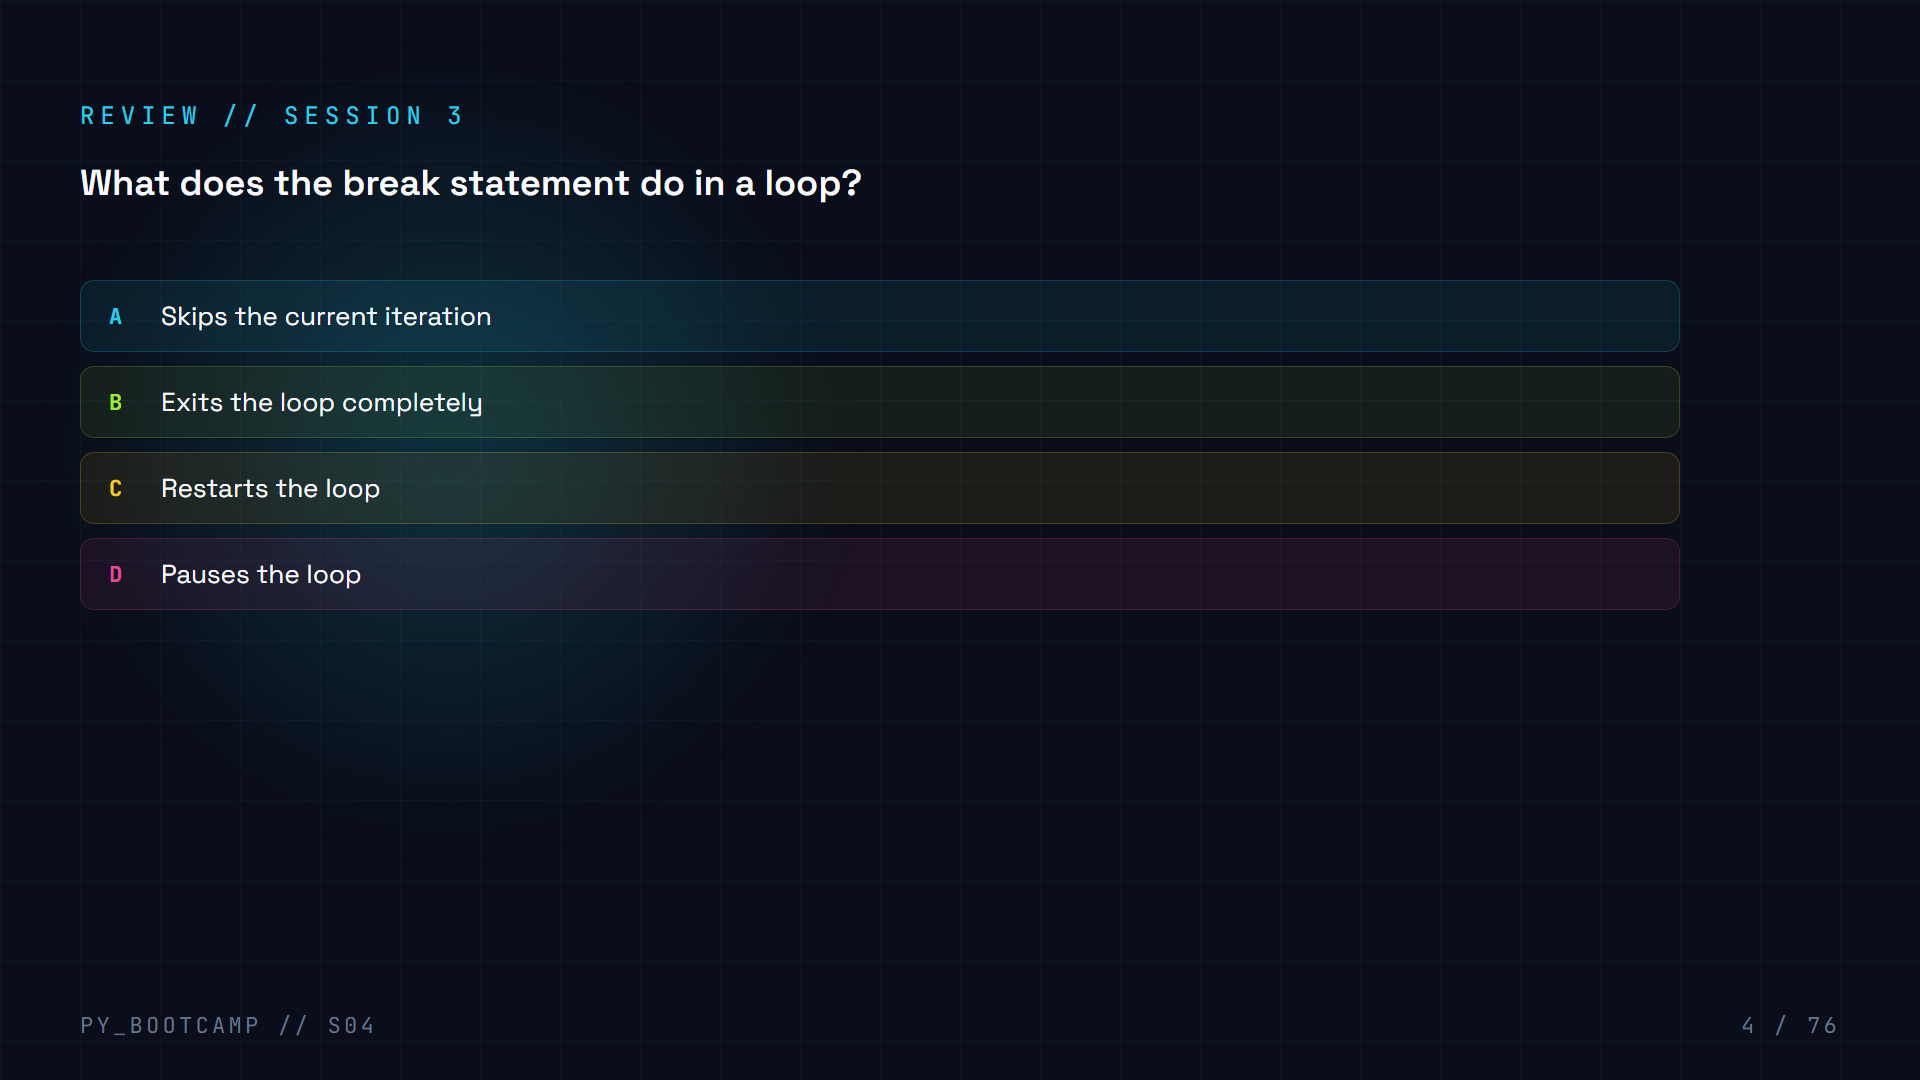 REVIEW // SESSION 3
What does the break statement do in a loop?
A Skips the current iteration
B Exits the loop completely
C Restarts the loop
D Pauses the loop
PY_BOOTCAMP // S04
4 / 76